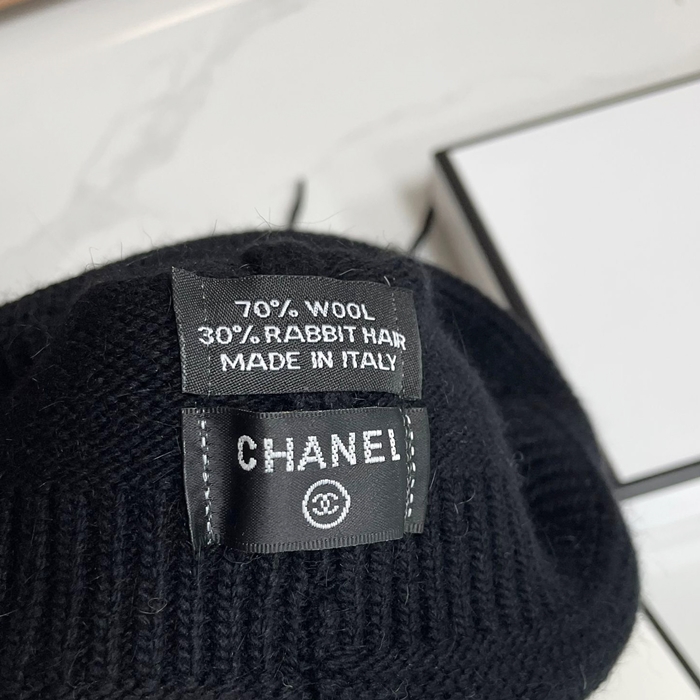 70% WOOL
30% RABBIT HAIR
MADE IN ITALY
CHANEL